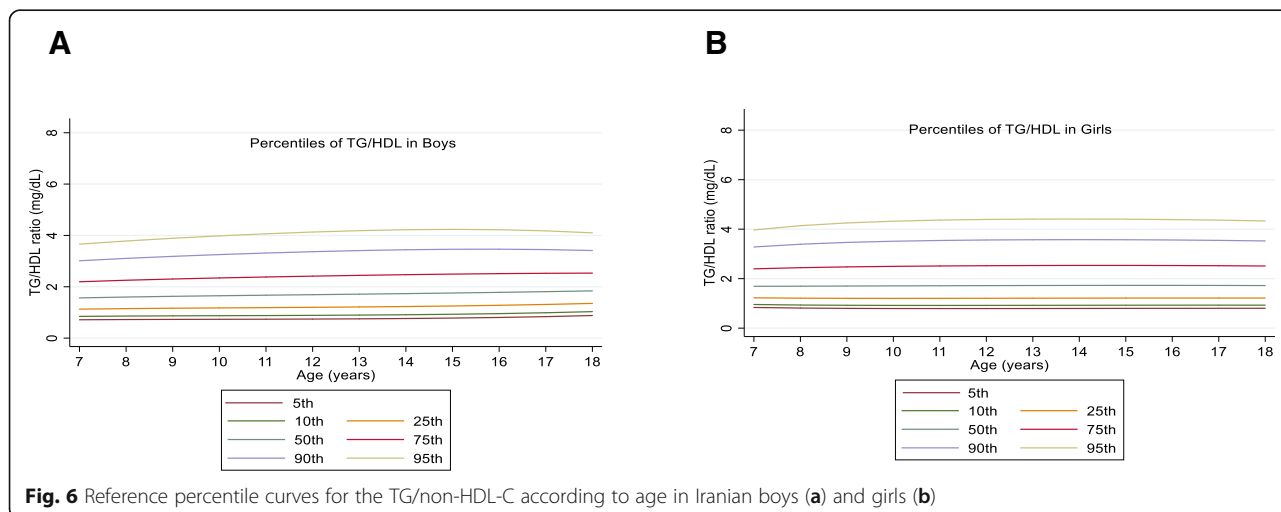 A
B
Percentiles of TG/HDL in Boys
TG/HDL ratio (mg/dL)
8
6
4
2
0
7 8 9 10 11 12 13 14 15 16 17 18
Age (years)
5th
10th 25th
50th 75th
90th 95th
Percentiles of TG/HDL in Girls
TG/HDL ratio (mg/dL)
8
6
4
2
0
7 8 9 10 11 12 13 14 15 16 17 18
Age (years)
5th
10th 25th
50th 75th
90th 95th
Fig. 6 Reference percentile curves for the TG/non-HDL-C according to age in Iranian boys (a) and girls (b)